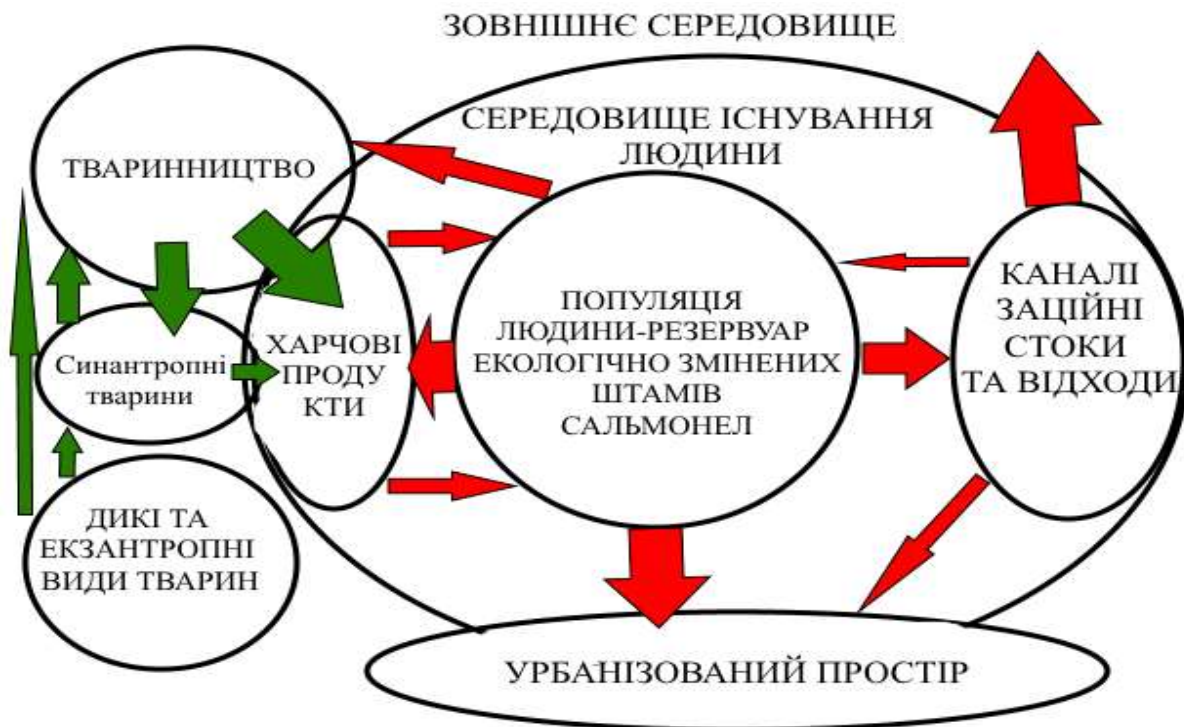 ЗОВНІШНЄ СЕРЕДОВИЩЕ
СЕРЕДОВИЩЕ ІСНУВАННЯ
ЛЮДИНИ
ТВАРИННИЦТВО
Синантропні
тварини
ДИКІ ТА
ЕКЗАНТРОПНІ
ВИДИ ТВАРИН
ХАРЧОВІ
ПРОДУ
КТИ
ПОПУЛЯЦІЯ
ЛЮДИНИ-РЕЗЕРВУАР
ЕКОЛОГІЧНО ЗМІНЕНИХ
ШТАМІВ
САЛЬМОНЕЛ
КАНАЛІ
ЗАЦІЙНІ
СТОКИ
ТА ВІДХОДИ
УРБАНІЗОВАНИЙ ПРОСТІР